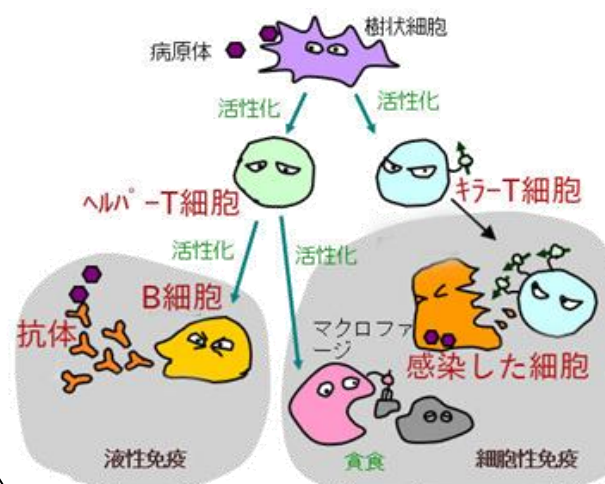 樹状細胞
病原体
活性化
活性化
ﾍﾙﾊﾟｰT細胞
キラーT細胞
活性化
活性化
B細胞
抗体
マクロファ
ージ
感染した細胞
液性免疫
貪食
細胞性免疫